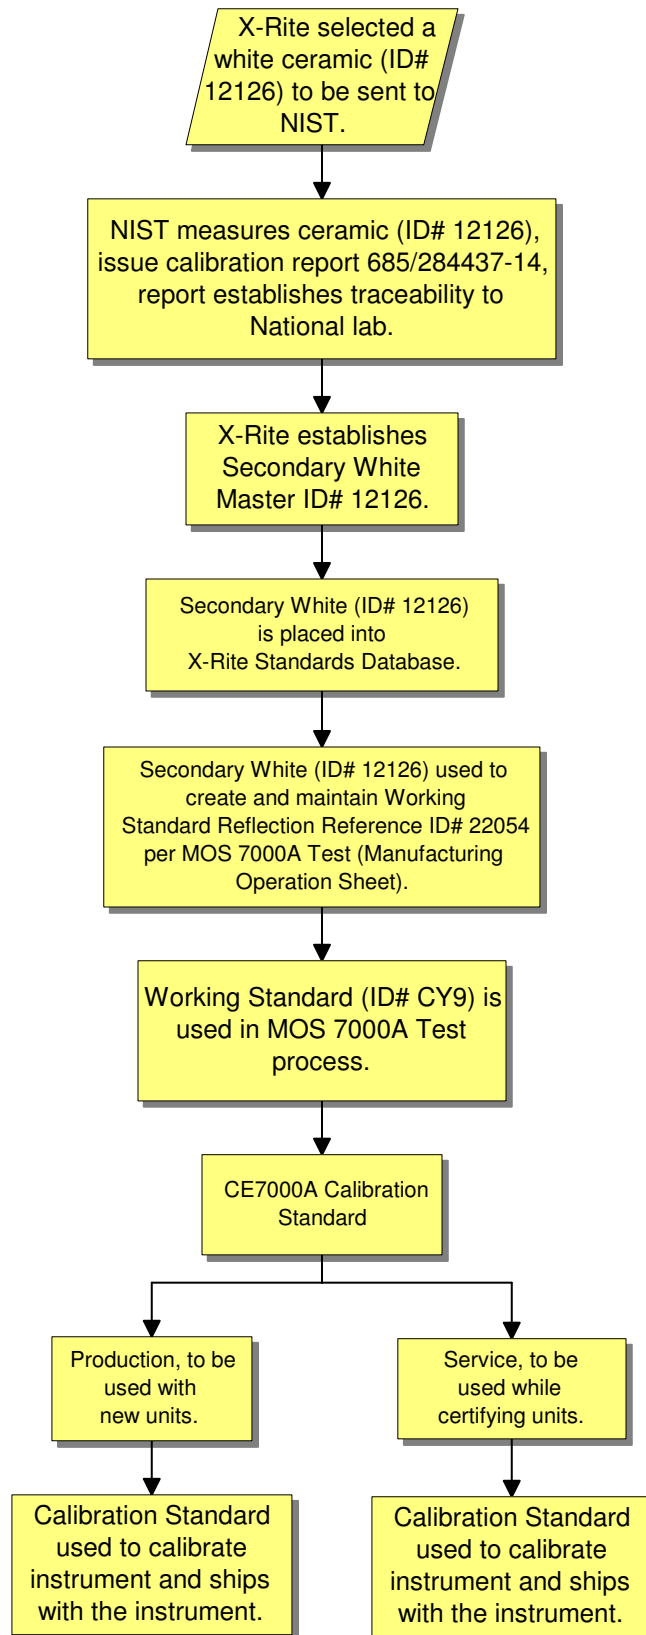 X-Rite selected a
white ceramic (ID#
12126) to be sent to
NIST.
NIST measures ceramic (ID# 12126),
issue calibration report 685/284437-14,
report establishes traceability to
National lab.
X-Rite establishes
Secondary White
Master ID# 12126.
Secondary White (ID# 12126)
is placed into
X-Rite Standards Database.
Secondary White (ID# 12126) used to
create and maintain Working
Standard Reflection Reference ID# 22054
per MOS 7000A Test (Manufacturing
Operation Sheet).
Working Standard (ID# CY9) is
used in MOS 7000A Test
process.
CE7000A Calibration
Standard
Production, to be
used with
new units.
Service, to be
used while
certifying units.
Calibration Standard
used to calibrate
instrument and ships
with the instrument.
Calibration Standard
used to calibrate
instrument and ships
with the instrument.